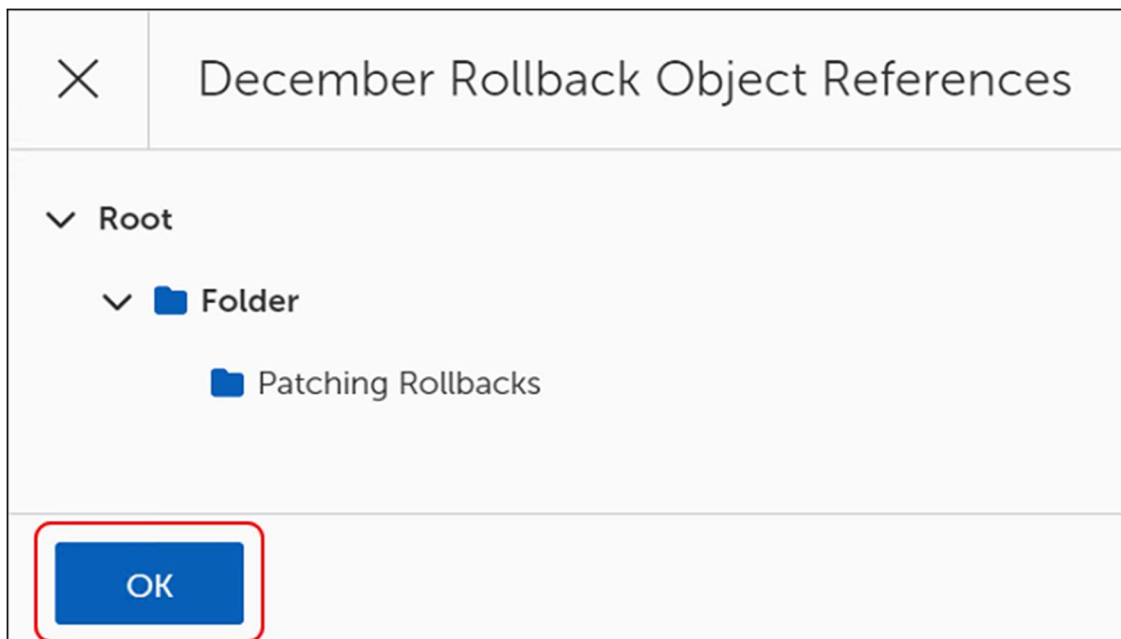 December Rollback Object References
Root
Folder
Patching Rollbacks
OK